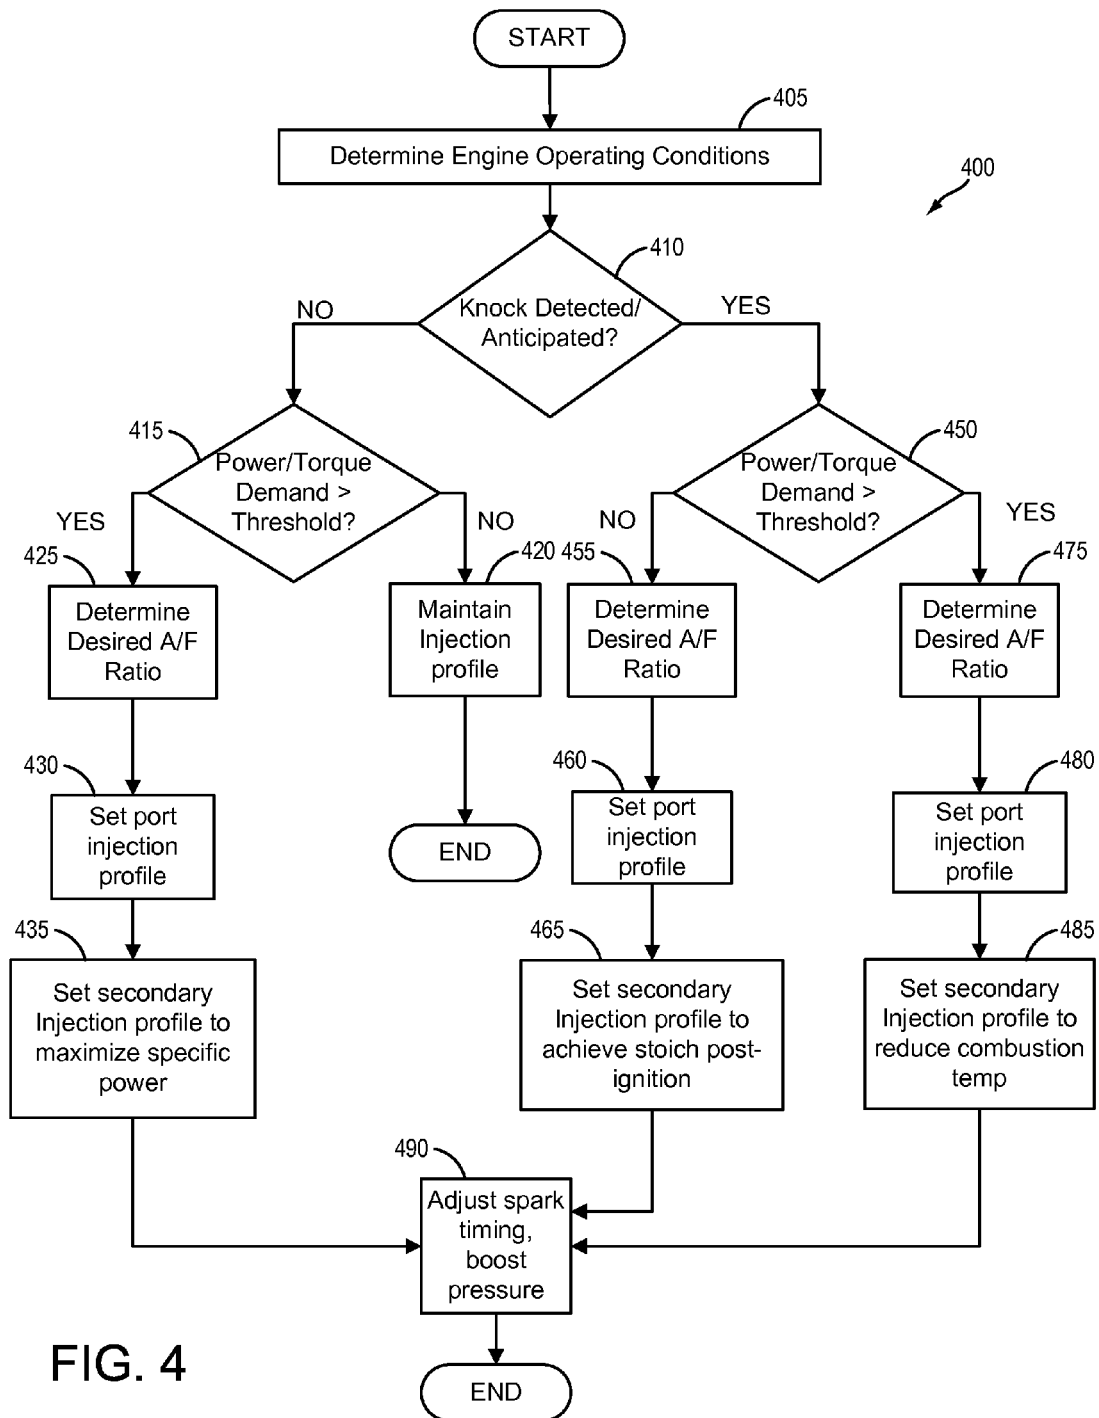 START
405
Determine Engine Operating Conditions
400
410
Knock Detected/
Anticipated?
NO
YES
415
Power/Torque
Demand >
Threshold?
450
Power/Torque
Demand >
Threshold?
YES
NO
NO
YES
425
Determine
Desired A/F
Ratio
420
Maintain
Injection
profile
455
Determine
Desired A/F
Ratio
475
Determine
Desired A/F
Ratio
430
Set port
injection
profile
END
460
Set port
injection
profile
480
Set port
injection
profile
435
Set secondary
Injection profile to
maximize specific
power
465
Set secondary
Injection profile to
achieve stoich post-
ignition
485
Set secondary
Injection profile to
reduce combustion
temp
490
Adjust spark
timing,
boost
pressure
END
FIG. 4